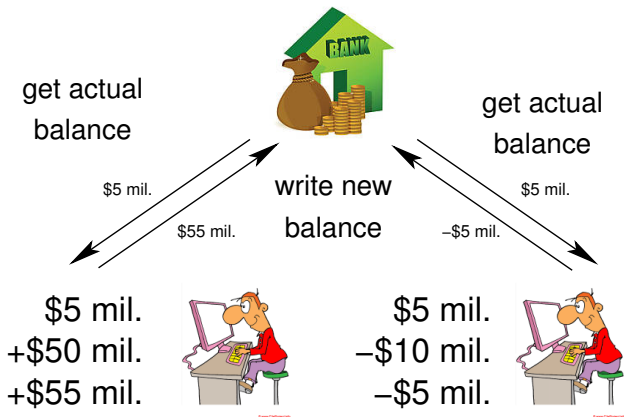 BANK
get actual
balance
get actual
balance
$5 mil.
$55 mil.
write new
balance
−$5 mil.
$5 mil.
$5 mil.
+$50 mil.
+$55 mil.
$5 mil.
−$10 mil.
−$5 mil.